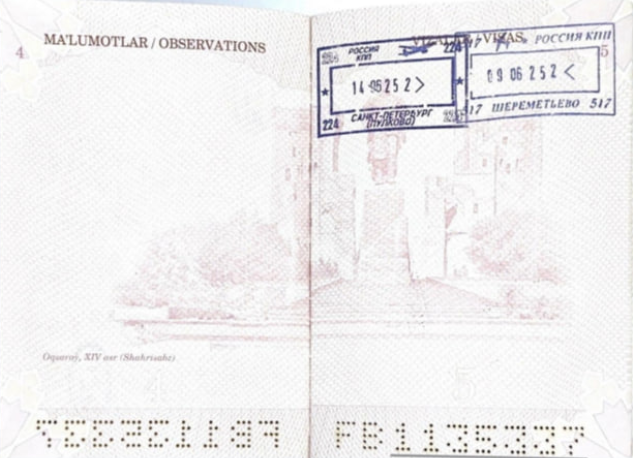 4
MA'LUMOTLAR / OBSERVATIONS
Oqsaroy, XIV asr (Shahrisabz)
VIZALAR / VISAS
5
224
РОССИЯ
КПП
224
14 06 25 2 >
224
САНКТ-ПЕТЕРБУРГ
(ПУЛКОВО)
РОССИЯ КПП
09 06 25 2 <
517 ШЕРЕМЕТЬЕВО 517